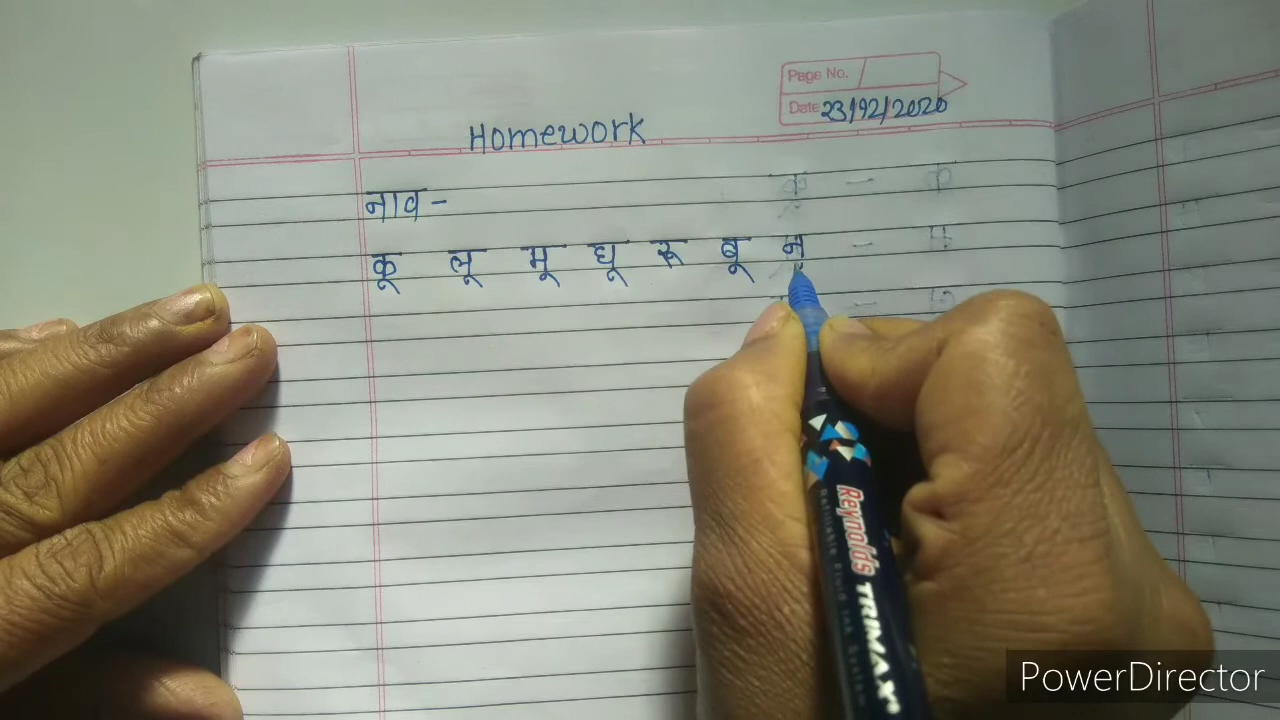 Page No.
Date 23/12/2020
Homework
नाव -
कू लू मू घू रू बू न
Reynolds TRIMAX
PowerDirector